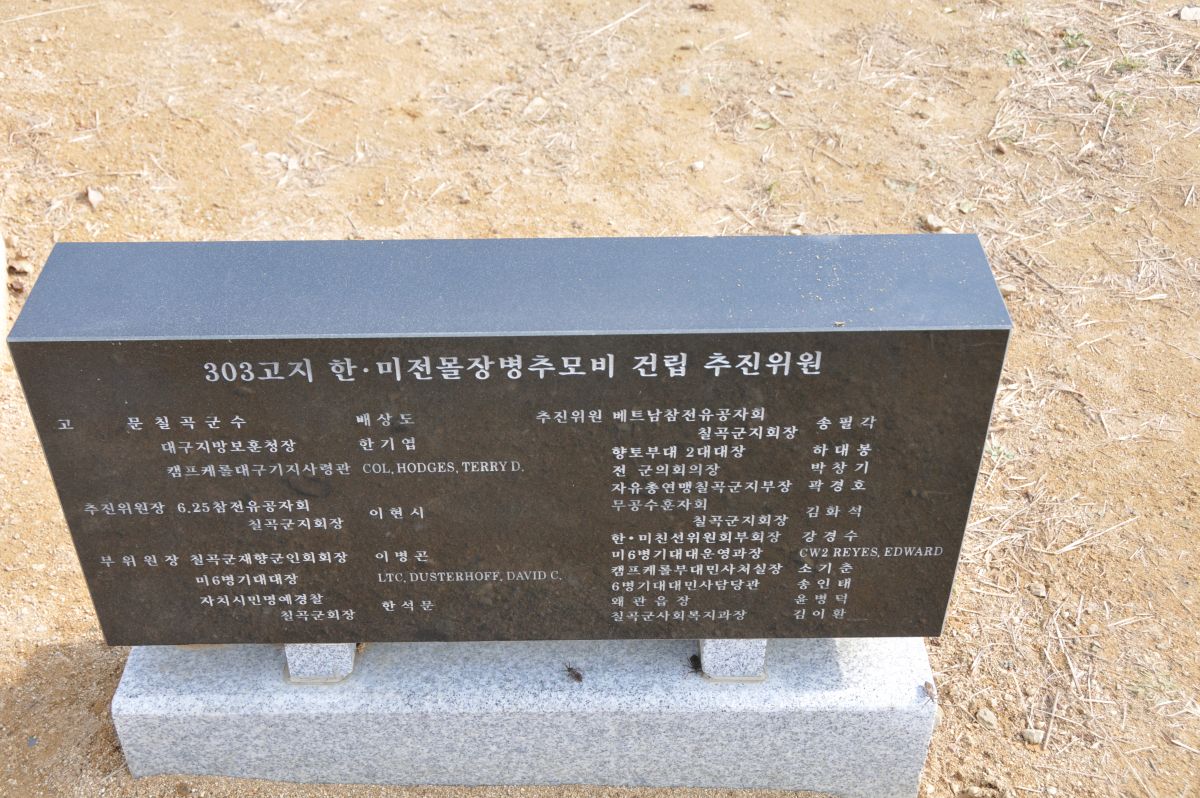 303고지 한·미전몰장병추모비 건립 추진위원
고 문 칠곡군수 배상도
대구지방보훈청장 한기엽
캠프케롤대구기지사령관 COL, HODGES, TERRY D.
추진위원장 6.25참전유공자회
칠곡군지회장 이현시
부위원장 칠곡군재향군인회회장 이병곤
미6병기대대장 LTC, DUSTERHOFF, DAVID C.
자치시민명예경찰
칠곡군회장 한석문
추진위원 베트남참전유공자회
칠곡군지회장 송필각
향토부대 2대대장 하대봉
전 군의회의장 박창기
자유총연맹칠곡군지부장 곽경호
무공수훈자회
칠곡군지회장 김화석
한·미친선위원회부회장 강경수
미6병기대대운영과장 CW2 REYES, EDWARD
캠프케롤부대민사처실장 소기춘
6병기대대민사담당관 송인태
왜관읍장 윤병덕
칠곡군사회복지과장 김이환